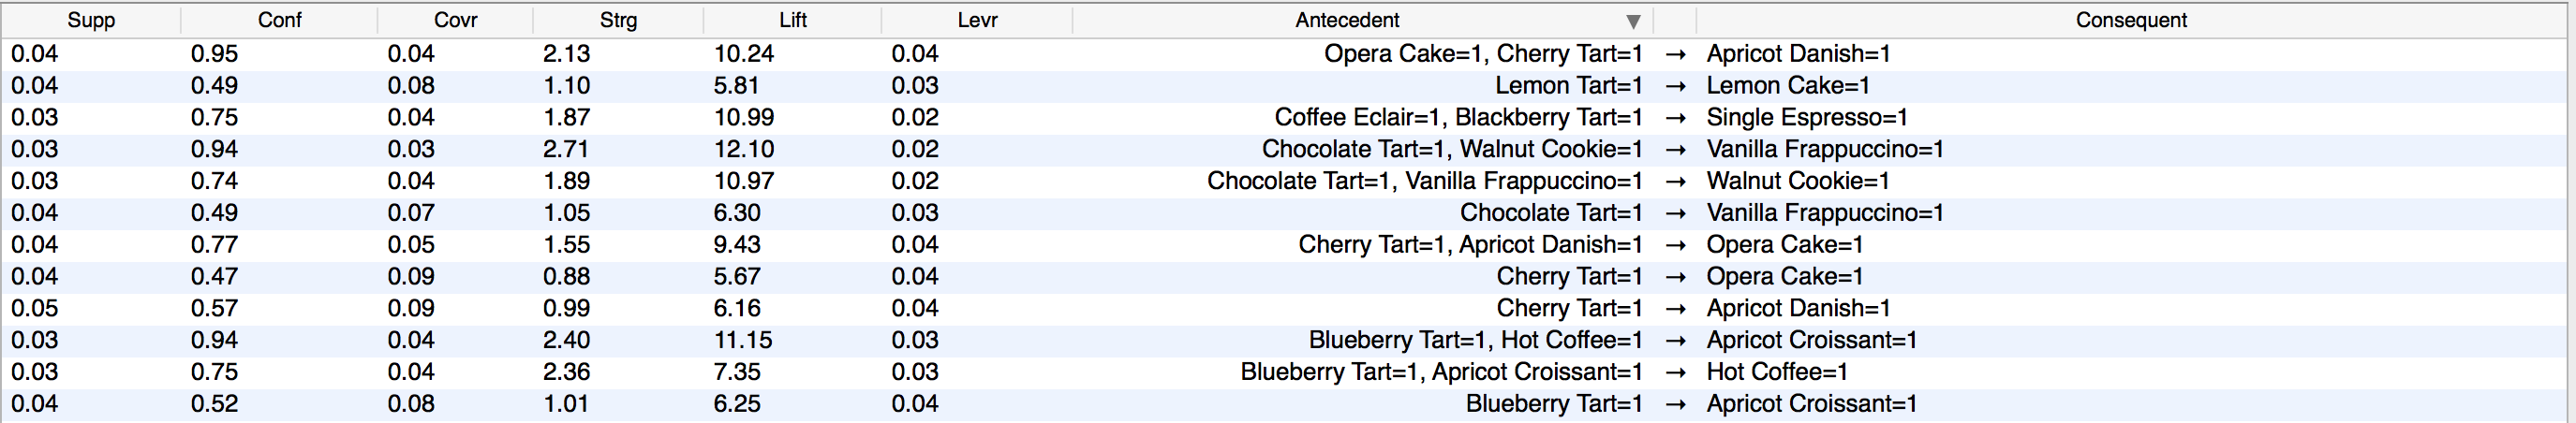 Supp Conf Covr Strg Lift Levr Antecedent ▼ Consequent
0.04 0.95 0.04 2.13 10.24 0.04 Opera Cake=1, Cherry Tart=1 → Apricot Danish=1
0.04 0.49 0.08 1.10 5.81 0.03 Lemon Tart=1 → Lemon Cake=1
0.03 0.75 0.04 1.87 10.99 0.02 Coffee Eclair=1, Blackberry Tart=1 → Single Espresso=1
0.03 0.94 0.03 2.71 12.10 0.02 Chocolate Tart=1, Walnut Cookie=1 → Vanilla Frappuccino=1
0.03 0.74 0.04 1.89 10.97 0.02 Chocolate Tart=1, Vanilla Frappuccino=1 → Walnut Cookie=1
0.04 0.49 0.07 1.05 6.30 0.03 Chocolate Tart=1 → Vanilla Frappuccino=1
0.04 0.77 0.05 1.55 9.43 0.04 Cherry Tart=1, Apricot Danish=1 → Opera Cake=1
0.04 0.47 0.09 0.88 5.67 0.04 Cherry Tart=1 → Opera Cake=1
0.05 0.57 0.09 0.99 6.16 0.04 Cherry Tart=1 → Apricot Danish=1
0.03 0.94 0.04 2.40 11.15 0.03 Blueberry Tart=1, Hot Coffee=1 → Apricot Croissant=1
0.03 0.75 0.04 2.36 7.35 0.03 Blueberry Tart=1, Apricot Croissant=1 → Hot Coffee=1
0.04 0.52 0.08 1.01 6.25 0.04 Blueberry Tart=1 → Apricot Croissant=1